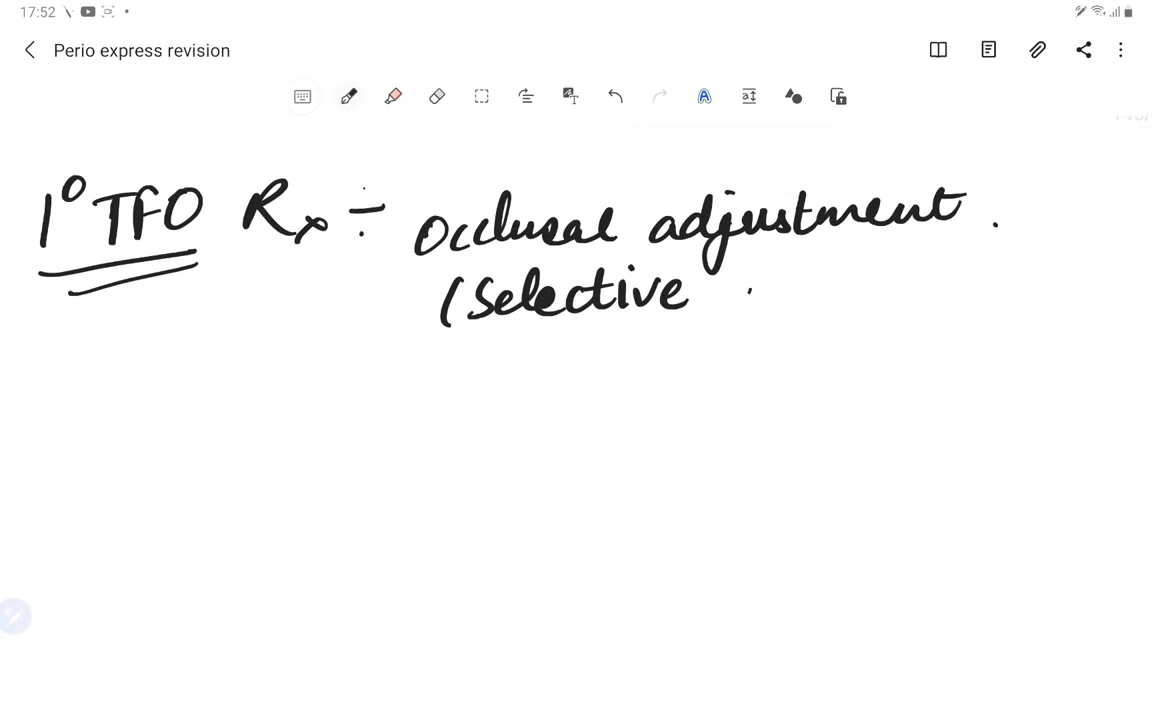 17:52
Perio express revision
1° TFO Rx ÷ Occlusal adjustment.
(Selective